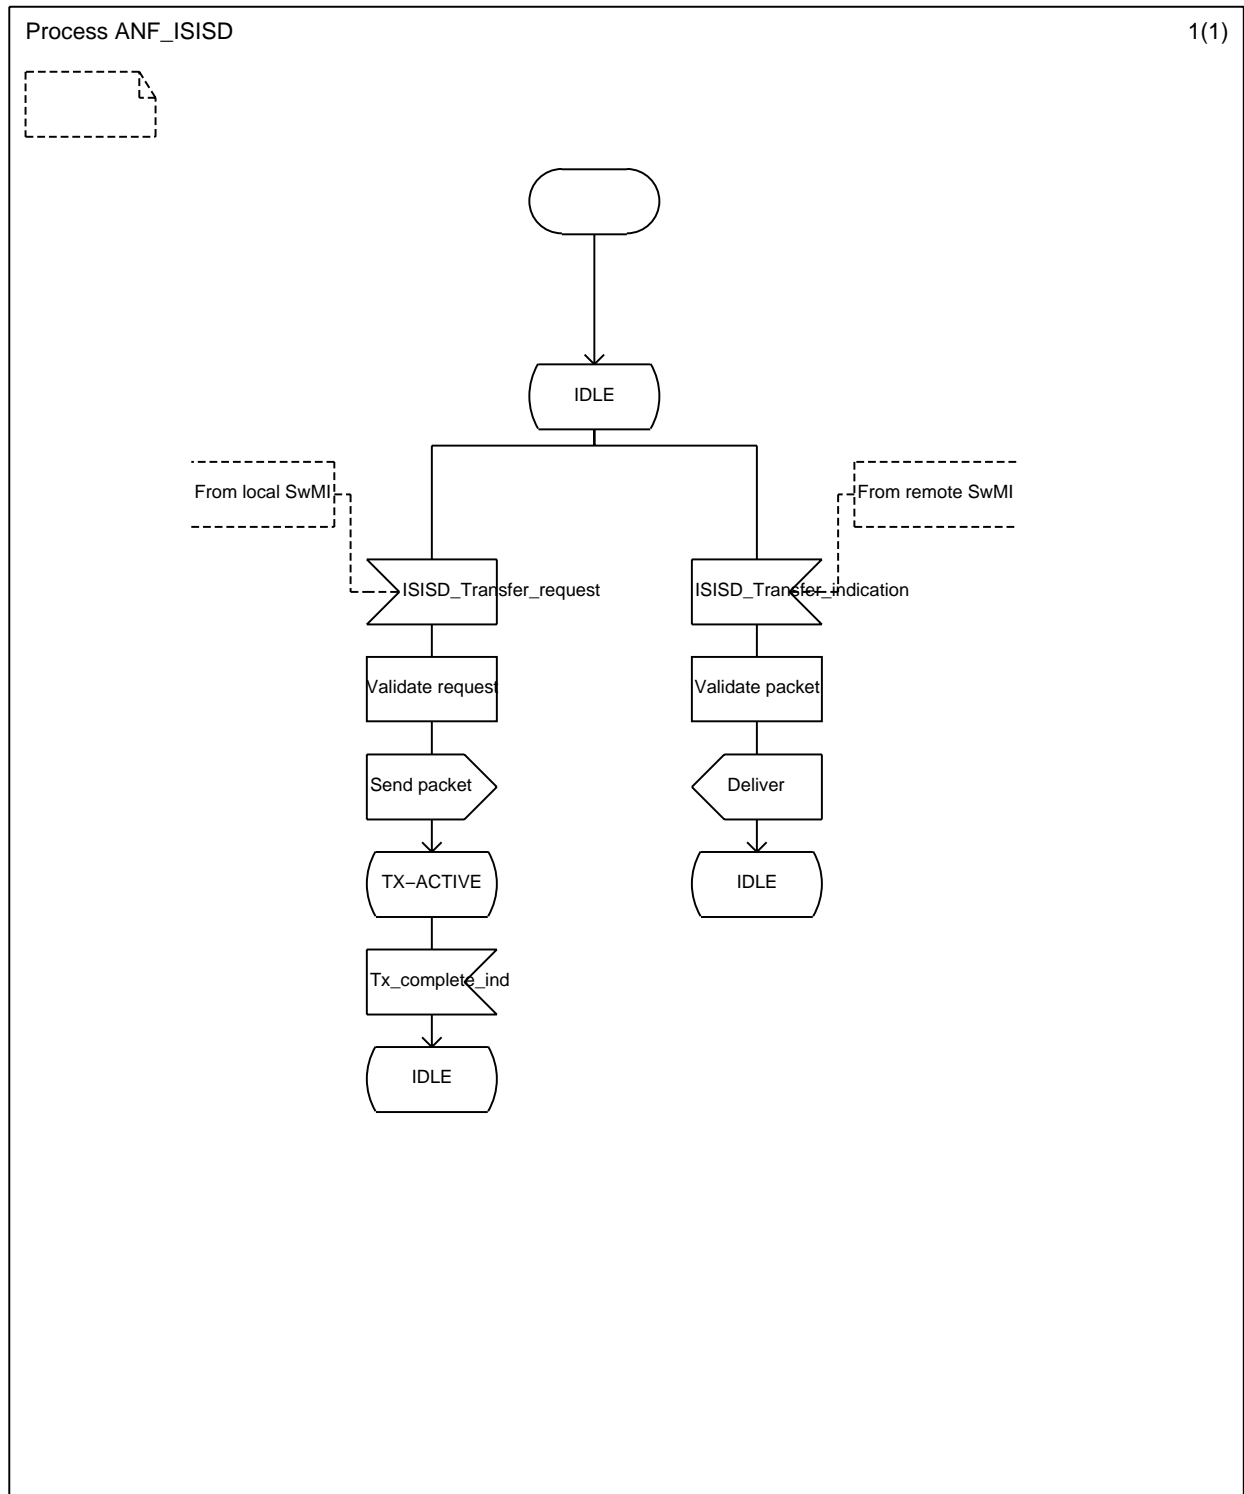 Process ANF_ISISD
1(1)
IDLE
From local SwMI
From remote SwMI
ISISD_Transfer_request
ISISD_Transfer_indication
Validate request
Validate packet
Send packet
Deliver
TX−ACTIVE
IDLE
Tx_complete_ind
IDLE